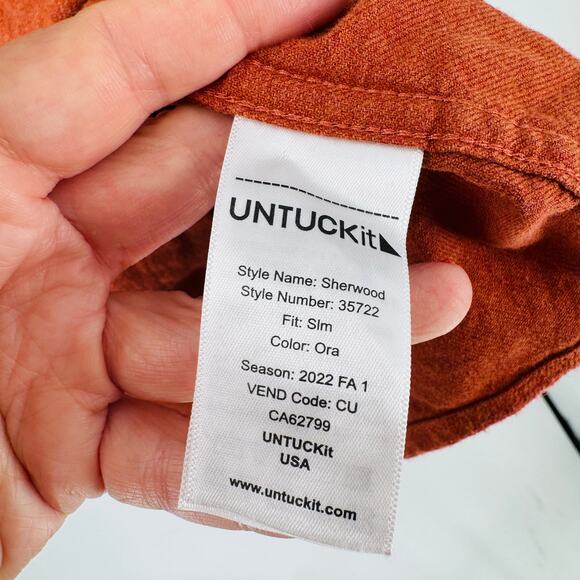 UNTUCKit
Style Name: Sherwood
Style Number: 35722
Fit: Slm
Color: Ora
Season: 2022 FA 1
VEND Code: CU
CA62799
UNTUCKit
USA
www.untuckit.com